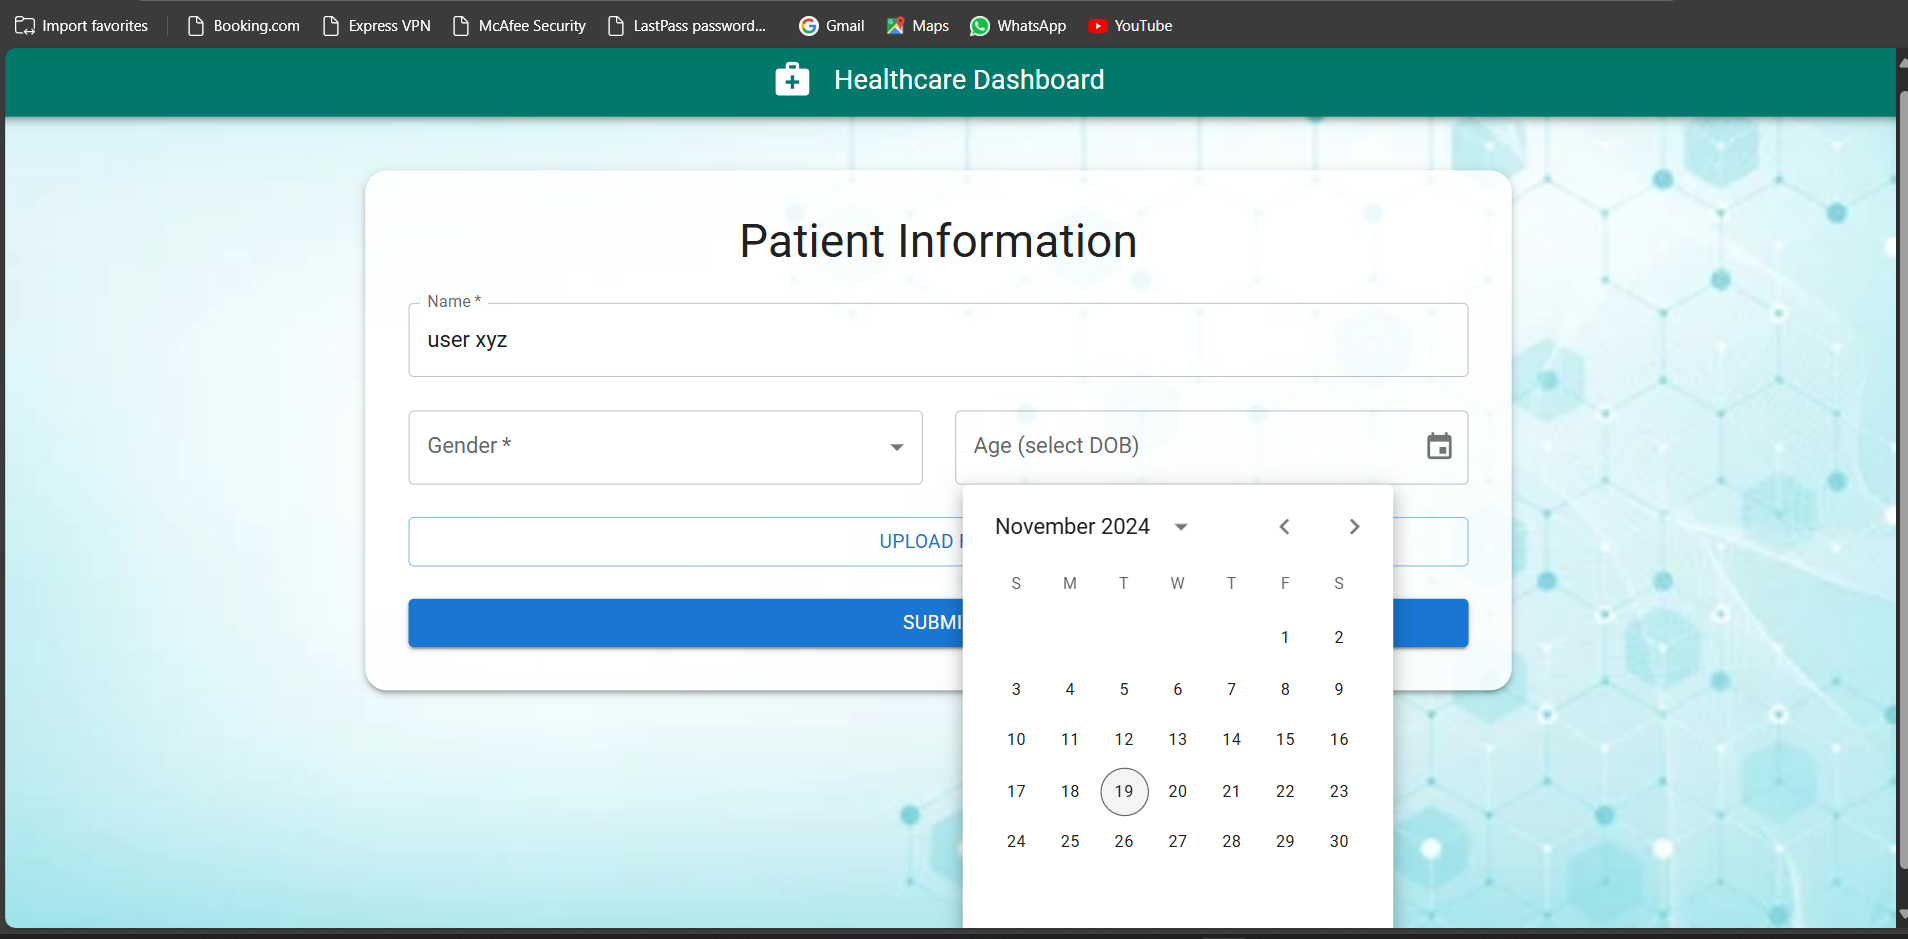 Import favorites Booking.com Express VPN McAfee Security LastPass password... Gmail Maps WhatsApp YouTube
Healthcare Dashboard
Patient Information
Name *
user xyz
Gender *
Age (select DOB)
UPLOAD
SUBMI
November 2024
S M T W T F S
1 2
3 4 5 6 7 8 9
10 11 12 13 14 15 16
17 18 19 20 21 22 23
24 25 26 27 28 29 30